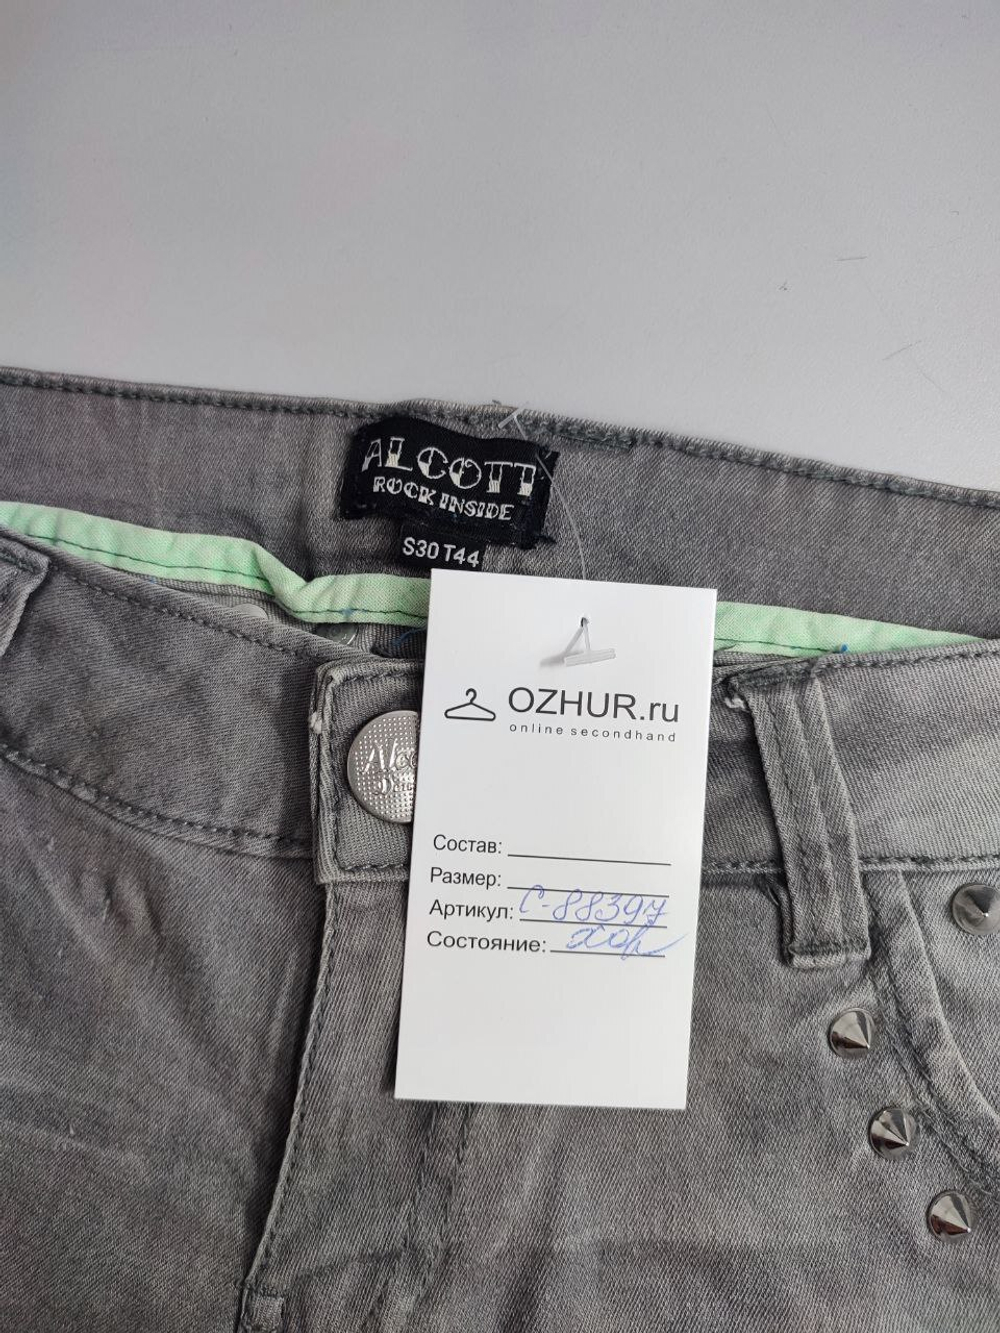 ALCOTT
ROCK INSIDE
S30 T44
OZHUR.ru
online secondhand
Состав:
Размер:
Артикул: С-88397
Состояние: хор